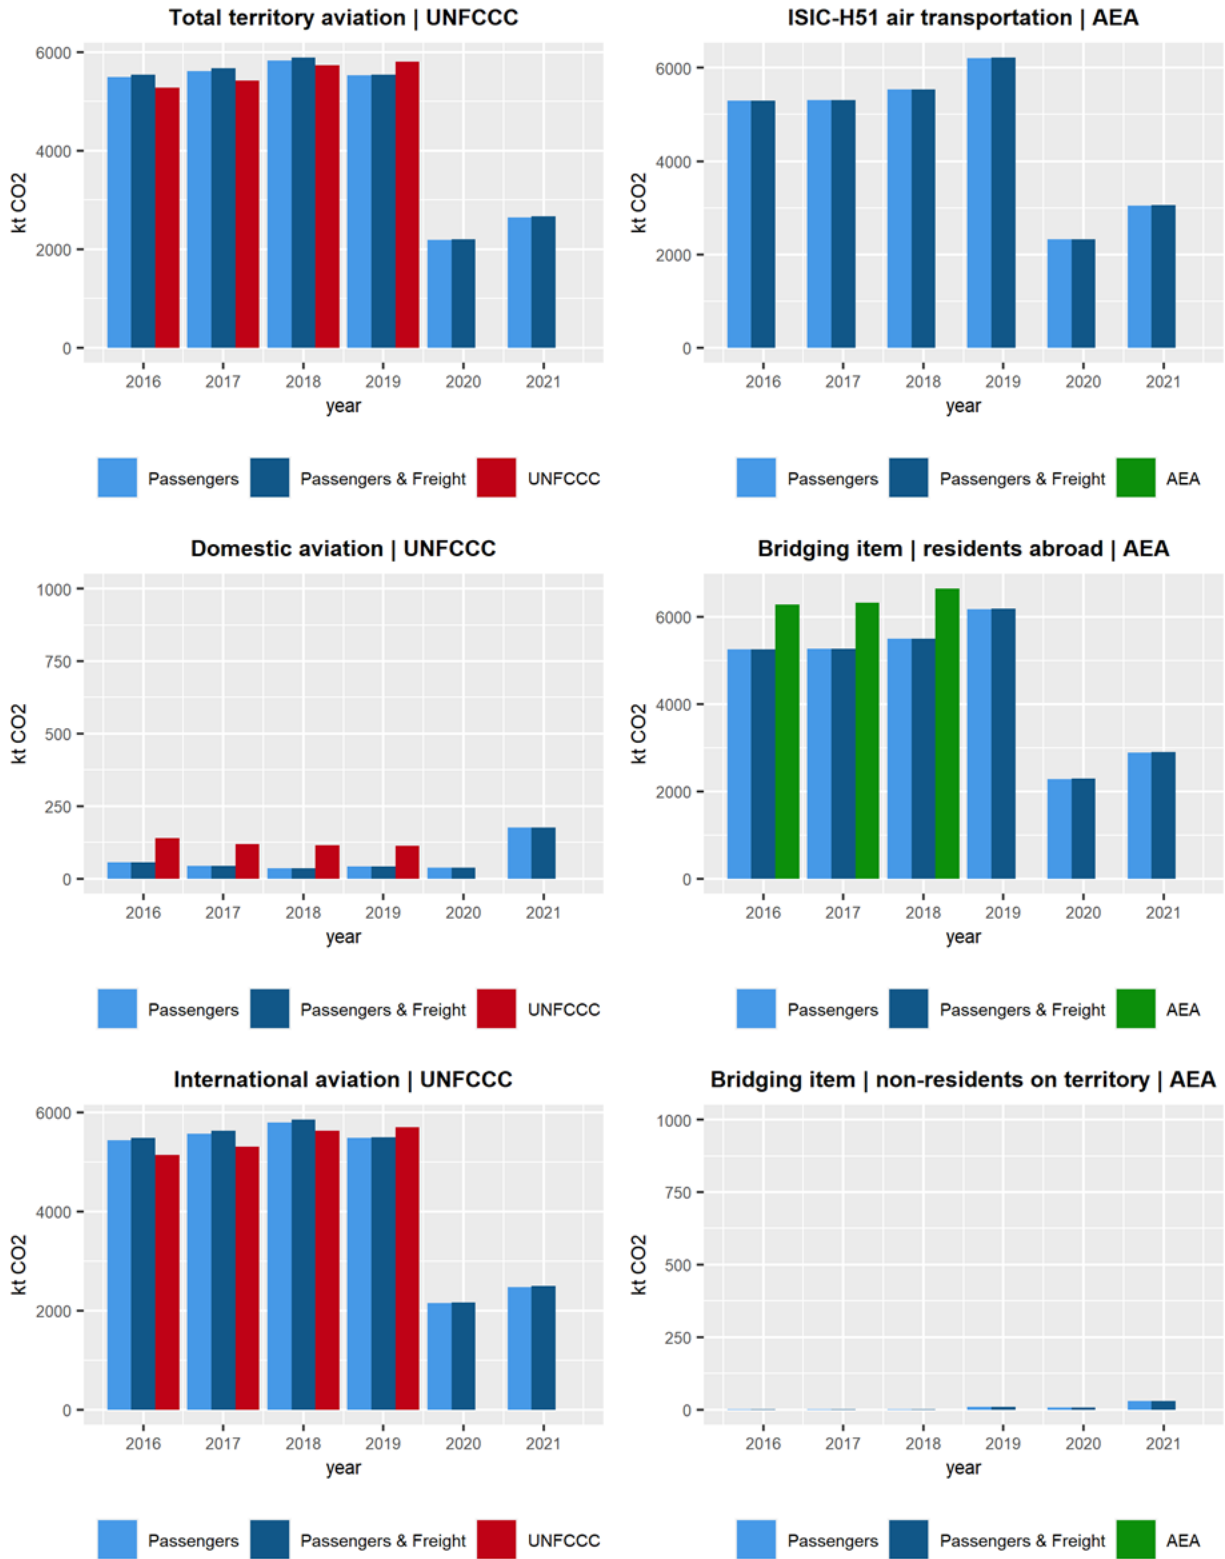 Total territory aviation | UNFCCC
6000
4000
2000
0
kt CO2
2016 2017 2018 2019 2020 2021
year
Passengers Passengers & Freight UNFCCC
ISIC-H51 air transportation | AEA
6000
4000
2000
0
kt CO2
2016 2017 2018 2019 2020 2021
year
Passengers Passengers & Freight AEA
Domestic aviation | UNFCCC
1000
750
500
250
0
kt CO2
2016 2017 2018 2019 2020 2021
year
Passengers Passengers & Freight UNFCCC
Bridging item | residents abroad | AEA
6000
4000
2000
0
kt CO2
2016 2017 2018 2019 2020 2021
year
Passengers Passengers & Freight AEA
International aviation | UNFCCC
6000
4000
2000
0
kt CO2
2016 2017 2018 2019 2020 2021
year
Passengers Passengers & Freight UNFCCC
Bridging item | non-residents on territory | AEA
1000
750
500
250
0
kt CO2
2016 2017 2018 2019 2020 2021
year
Passengers Passengers & Freight AEA